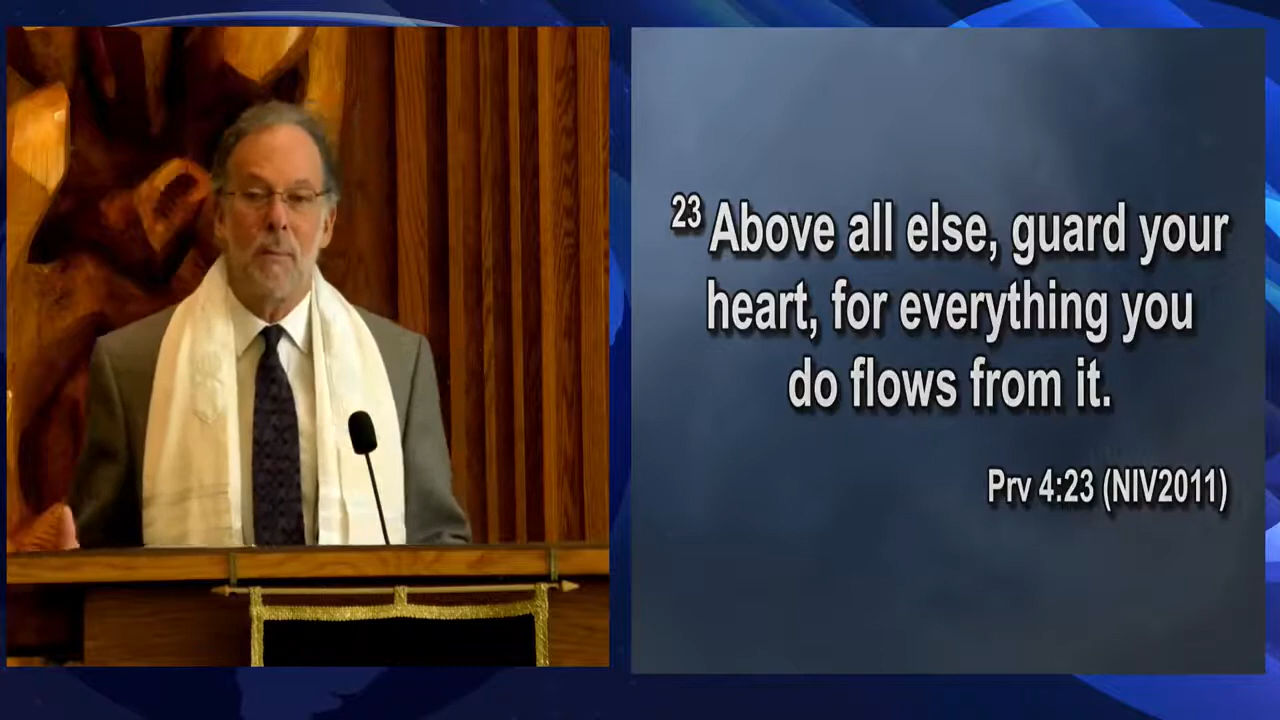 23 Above all else, guard your
heart, for everything you
do flows from it.
Prv 4:23 (NIV2011)